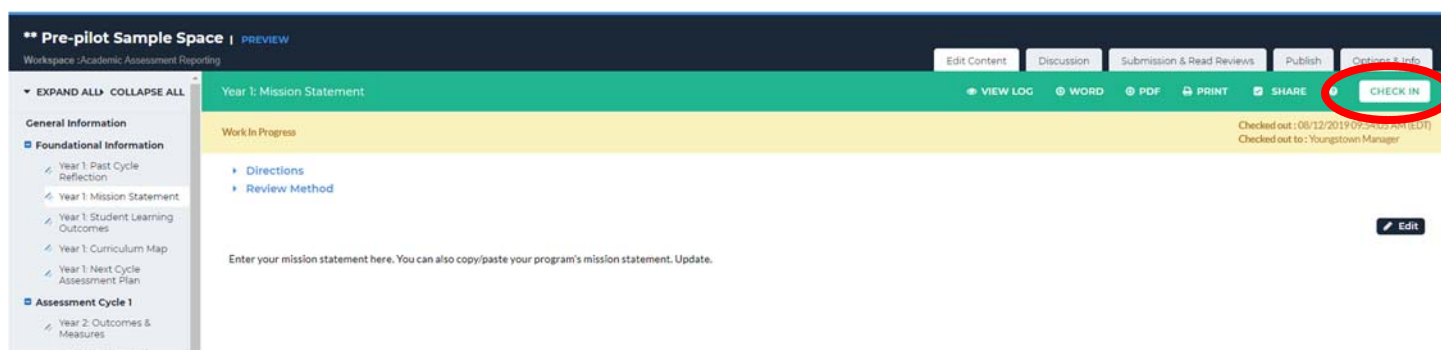 ** Pre-pilot Sample Space | PREVIEW
Workspace :Academic Assessment Reporting
Edit Content
Discussion
Submission & Read Reviews
Publish
Options & Info
EXPAND ALL COLLAPSE ALL
Year 1: Mission Statement
VIEW LOG
WORD
PDF
PRINT
SHARE
CHECK IN
General Information
Foundational Information
Year 1: Past Cycle
Reflection
Year 1: Mission Statement
Year 1: Student Learning
Outcomes
Year 1: Curriculum Map
Year 1: Next Cycle
Assessment Plan
Assessment Cycle 1
Year 2: Outcomes &
Measures
Work In Progress
Checked out : 08/12/2019 AM (EDT)
Checked out to : Youngstown Manager
Directions
Review Method
Edit
Enter your mission statement here. You can also copy/paste your program's mission statement. Update.